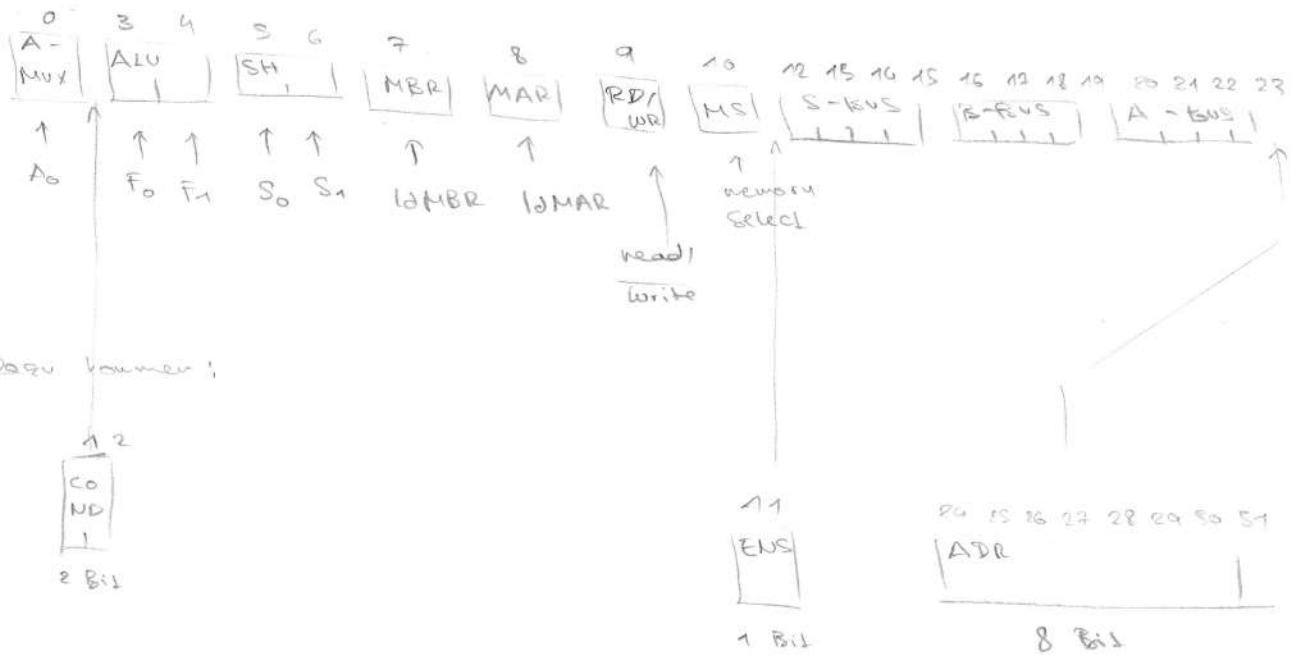 0 3 4 5 6 7 8 9 10 12 13 14 15 16 17 18 19 20 21 22 23
A-MUX ALU SH MBR MAR RD/WR MS S-BUS B-BUS A-BUS
A0 F0 F1 S0 S1 ldMBR ldMAR memory
select
read/
write
Dazu kommen:
1 2 11 24 25 26 27 28 29 30 31
COND ENS ADR
2 Bit 1 Bit 8 Bit